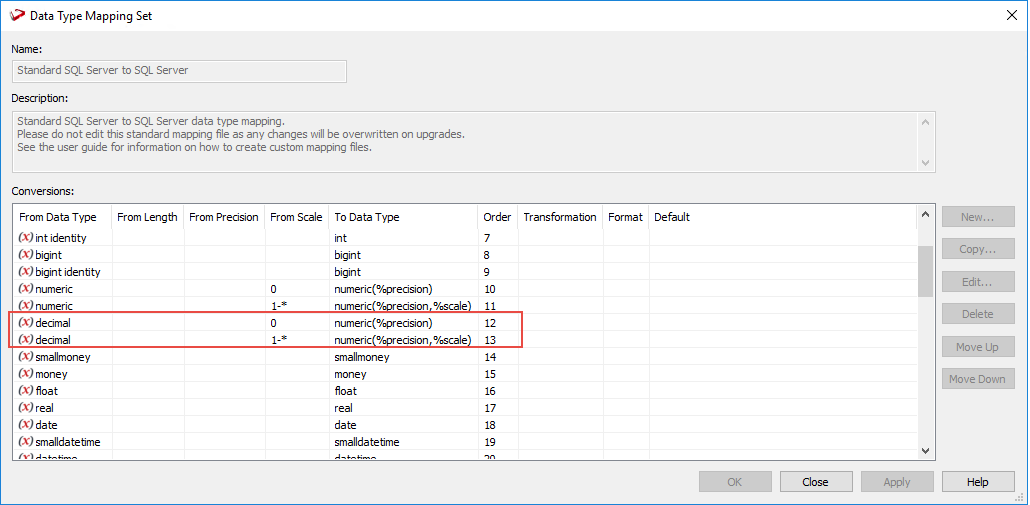 Data Type Mapping Set
Name:
Standard SQL Server to SQL Server
Description:
Standard SQL Server to SQL Server data type mapping.
Please do not edit this standard mapping file as any changes will be overwritten on upgrades.
See the user guide for information on how to create custom mapping files.
Conversions:
From Data Type From Length From Precision From Scale To Data Type Order Transformation Format Default
(x) int identity int 7
(x) bigint bigint 8
(x) bigint identity bigint 9
(x) numeric 0 numeric(%precision) 10
(x) numeric 1-* numeric(%precision,%scale) 11
(x) decimal 0 numeric(%precision) 12
(x) decimal 1-* numeric(%precision,%scale) 13
(x) smallmoney smallmoney 14
(x) money money 15
(x) float float 16
(x) real real 17
(x) date date 18
(x) smalldatetime smalldatetime 19
(x) datetime datetime 20
New...
Copy...
Edit...
Delete
Move Up
Move Down
OK Close Apply Help